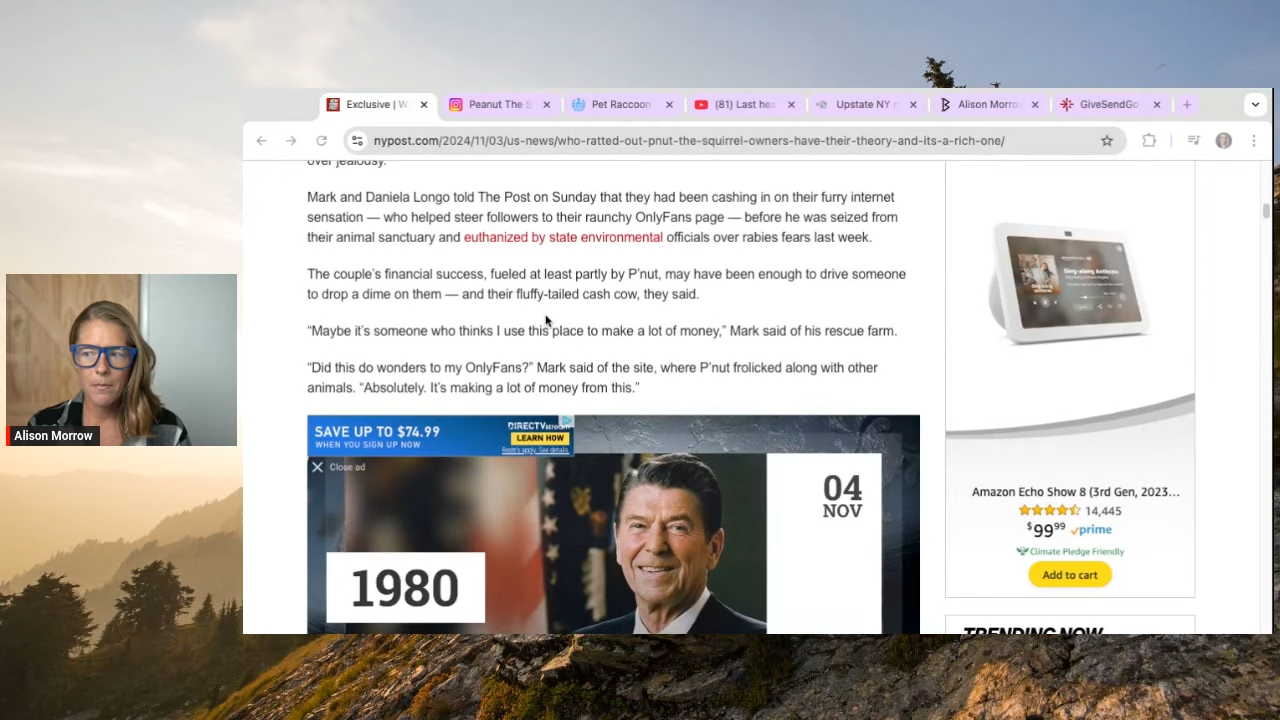 Exclusive | W
Peanut The S
Pet Raccoon
(81) Last hea
Upstate NY
Alison Morro
GiveSendGo
nypost.com/2024/11/03/us-news/who-ratted-out-pnut-the-squirrel-owners-have-their-theory-and-its-a-rich-one/
over jealousy.
Mark and Daniela Longo told The Post on Sunday that they had been cashing in on their furry internet
sensation — who helped steer followers to their raunchy OnlyFans page — before he was seized from
their animal sanctuary and euthanized by state environmental officials over rabies fears last week.
The couple's financial success, fueled at least partly by P'nut, may have been enough to drive someone
to drop a dime on them — and their fluffy-tailed cash cow, they said.
"Maybe it's someone who thinks I use this place to make a lot of money," Mark said of his rescue farm.
"Did this do wonders to my OnlyFans?" Mark said of the site, where P'nut frolicked along with other
animals. "Absolutely. It's making a lot of money from this."
SAVE UP TO $74.99
WHEN YOU SIGN UP NOW
DIRECTV stream
LEARN HOW
Restr's apply. See details.
Close ad
04
NOV
1980
Amazon Echo Show 8 (3rd Gen, 2023...
14,445
$99.99 prime
Climate Pledge Friendly
Add to cart
TRENDING NOW
Alison Morrow